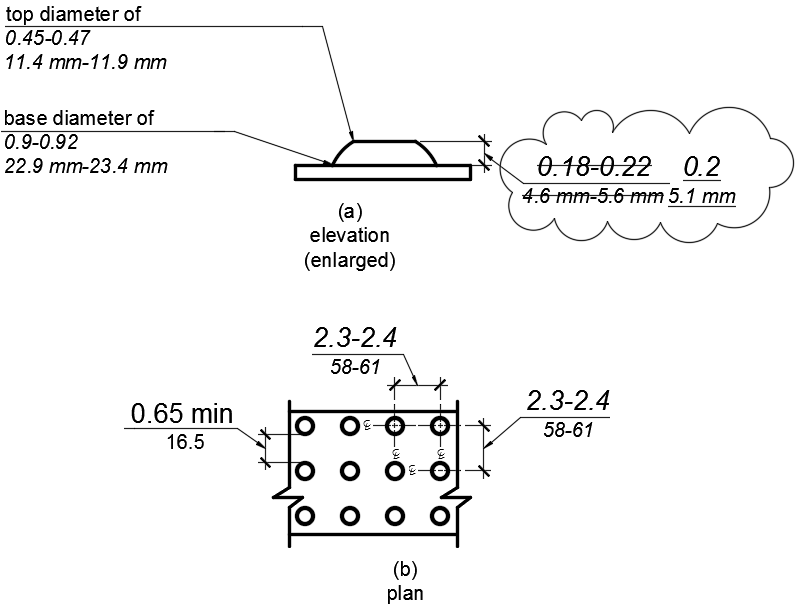 top diameter of
0.45-0.47
11.4 mm-11.9 mm
base diameter of
0.9-0.92
22.9 mm-23.4 mm
0.18-0.22 0.2
4.6 mm-5.6 mm 5.1 mm
(a)
elevation
(enlarged)
2.3-2.4
58-61
0.65 min
16.5
2.3-2.4
58-61
℄
℄ ℄
℄
(b)
plan